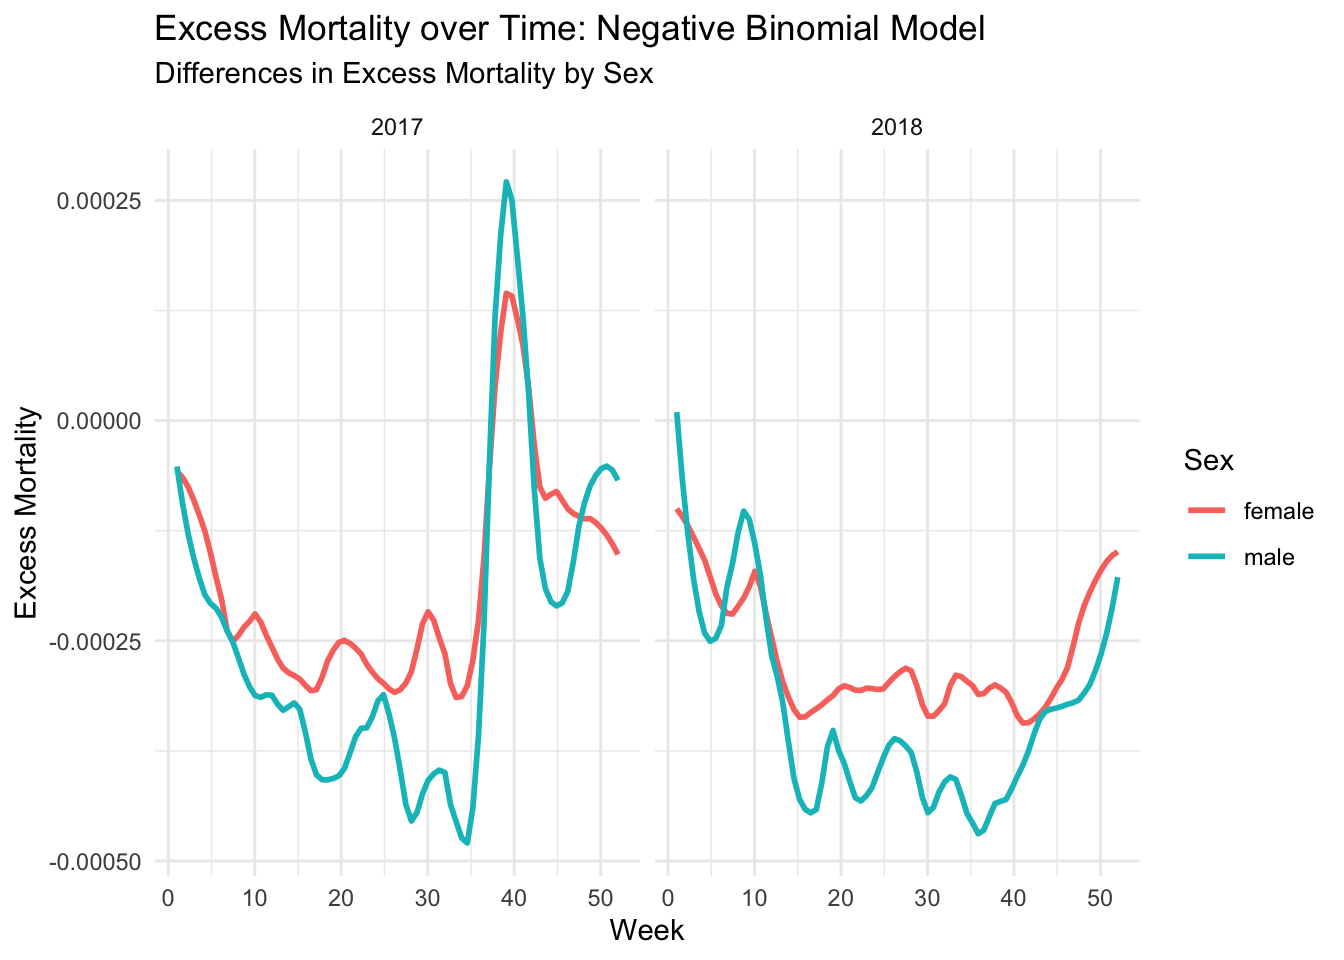 Excess Mortality over Time: Negative Binomial Model
Differences in Excess Mortality by Sex
2017
2018
0.00025
0.00000
-0.00025
-0.00050
Excess Mortality
0 10 20 30 40 50
0 10 20 30 40 50
Week
Sex
female
male